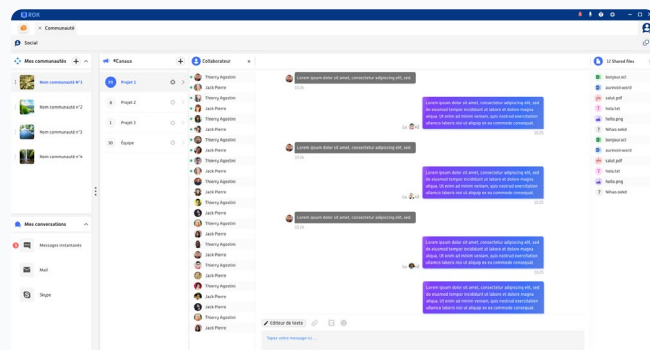 ROK
× Communauté
Social
Mes communautés
Nom communauté N°1
Nom communauté n°2
Nom communauté n°3
Nom communauté n°4
Mes conversations
Messages instantanés
Mail
Skype
#Canaux
Projet 1
Projet 2
Projet 3
Équipe
Collaborateur
Thierry Agostini
Jack Pierre
Thierry Agostini
Jack Pierre
Thierry Agostini
Jack Pierre
Thierry Agostini
Jack Pierre
Thierry Agostini
Jack Pierre
Thierry Agostini
Jack Pierre
Thierry Agostini
Jack Pierre
Thierry Agostini
Jack Pierre
Thierry Agostini
Jack Pierre
Thierry Agostini
Jack Pierre
Thierry Agostini
Jack Pierre
Thierry Agostini
Jack Pierre
Thierry Agostini
Jack Pierre
Lorem ipsum dolor sit amet, consectetur adipiscing elit, sed.
Lorem ipsum dolor sit amet, consectetur adipiscing elit, sed
do eiusmod tempor incididunt ut labore et dolore magna
aliqua. Ut enim ad minim veniam, quis nostrud exercitation
ullamco laboris nisi ut aliquip ex ea commodo consequat.
15:25
Lorem ipsum dolor sit amet, consectetur adipiscing elit, sed.
Lorem ipsum dolor sit amet, consectetur adipiscing elit, sed
do eiusmod tempor incididunt ut labore et dolore magna
aliqua. Ut enim ad minim veniam, quis nostrud exercitation
ullamco laboris nisi ut aliquip ex ea commodo consequat.
15:25
Lorem ipsum dolor sit amet, consectetur adipiscing elit, sed.
Lorem ipsum dolor sit amet, consectetur adipiscing elit, sed
do eiusmod tempor incididunt ut labore et dolore magna
aliqua. Ut enim ad minim veniam, quis nostrud exercitation
ullamco laboris nisi ut aliquip ex ea commodo consequat.
15:25
Lorem ipsum dolor sit amet, consectetur adipiscing elit, sed
do eiusmod tempor incididunt ut labore et dolore magna
aliqua. Ut enim ad minim veniam, quis nostrud exercitation
ullamco laboris nisi ut aliquip ex ea commodo consequat.
Editeur de texte
Tapez votre message ici ...
12 Shared files
bonjour.xcl
aurevoir.word
salut.pdf
hola.txt
hello.png
Nihao.sekd
bonjour.xcl
aurevoir.word
salut.pdf
hola.txt
hello.png
Nihao.sekd